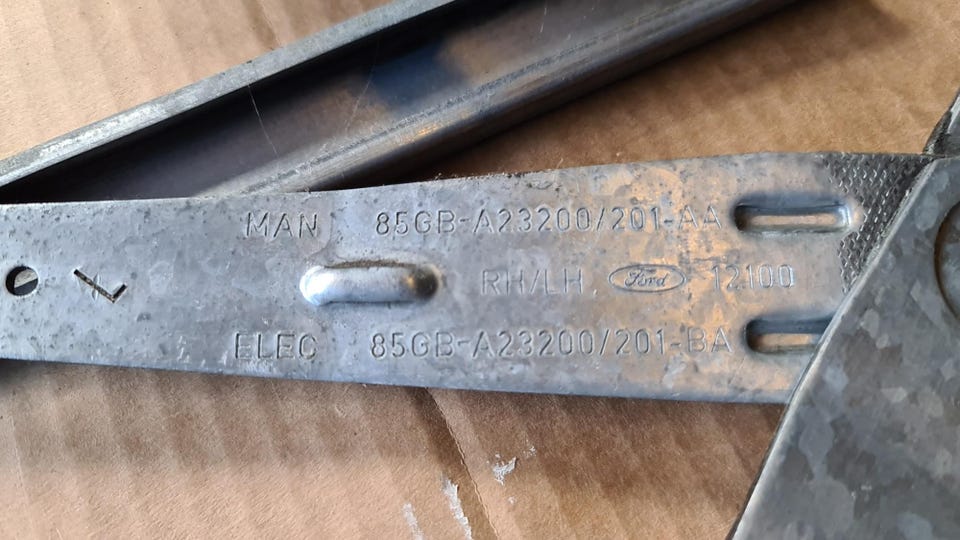 MAN 85GB-A23200/201-AA
RH/LH Ford 12100
ELEC 85GB-A23200/201-BA
L